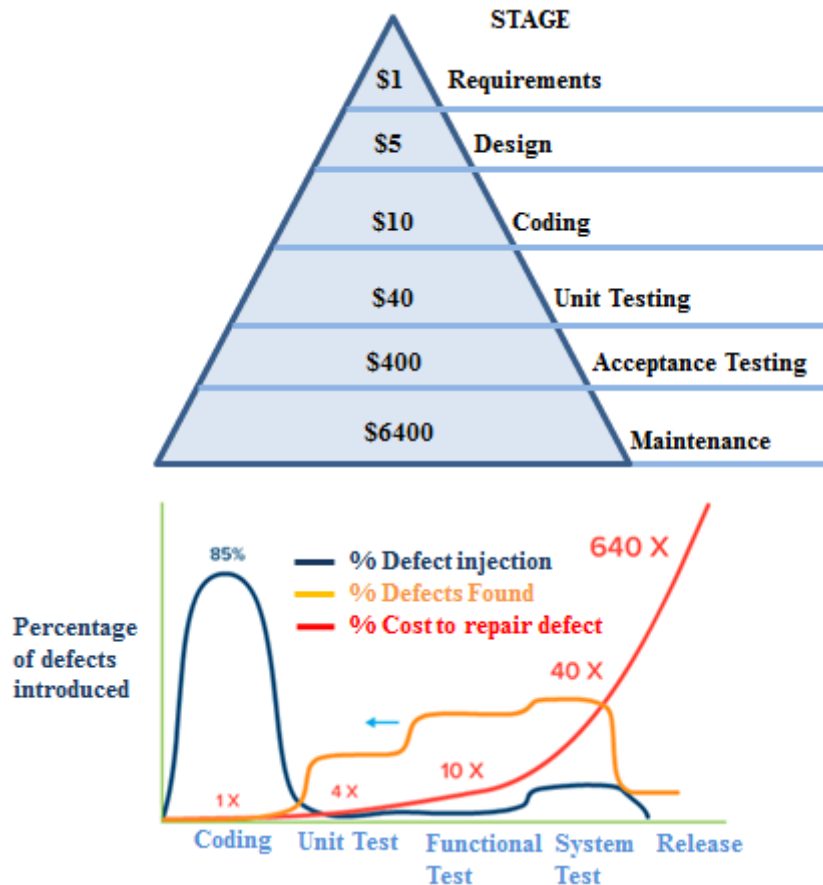 STAGE
$1 Requirements
$5 Design
$10 Coding
$40 Unit Testing
$400 Acceptance Testing
$6400 Maintenance
85%
% Defect injection
% Defects Found
% Cost to repair defect
640 X
Percentage
of defects
introduced
40 X
10 X
4 X
1 X
Coding
Unit Test
Functional
Test
System
Test
Release